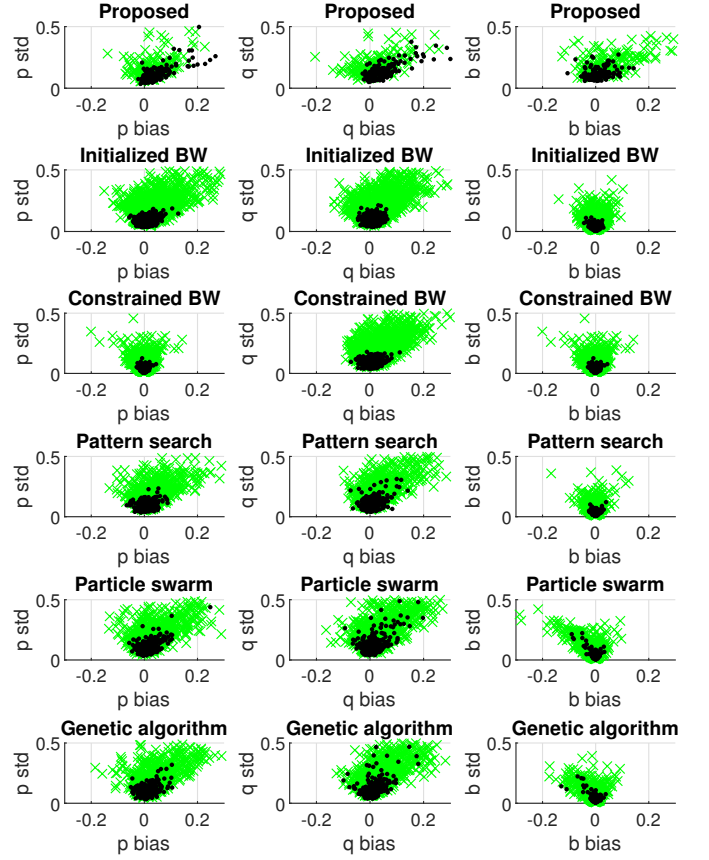 Proposed Proposed Proposed
0.5 0.5 0.5
p std q std b std
0 0 0
-0.2 0 0.2 -0.2 0 0.2 -0.2 0 0.2
p bias q bias b bias
Initialized BW Initialized BW Initialized BW
0.5 0.5 0.5
p std q std b std
0 0 0
-0.2 0 0.2 -0.2 0 0.2 -0.2 0 0.2
p bias q bias b bias
Constrained BW Constrained BW Constrained BW
0.5 0.5 0.5
p std q std b std
0 0 0
-0.2 0 0.2 -0.2 0 0.2 -0.2 0 0.2
p bias q bias b bias
Pattern search Pattern search Pattern search
0.5 0.5 0.5
p std q std b std
0 0 0
-0.2 0 0.2 -0.2 0 0.2 -0.2 0 0.2
p bias q bias b bias
Particle swarm Particle swarm Particle swarm
0.5 0.5 0.5
p std q std b std
0 0 0
-0.2 0 0.2 -0.2 0 0.2 -0.2 0 0.2
p bias q bias b bias
Genetic algorithm Genetic algorithm Genetic algorithm
0.5 0.5 0.5
p std q std b std
0 0 0
-0.2 0 0.2 -0.2 0 0.2 -0.2 0 0.2
p bias q bias b bias